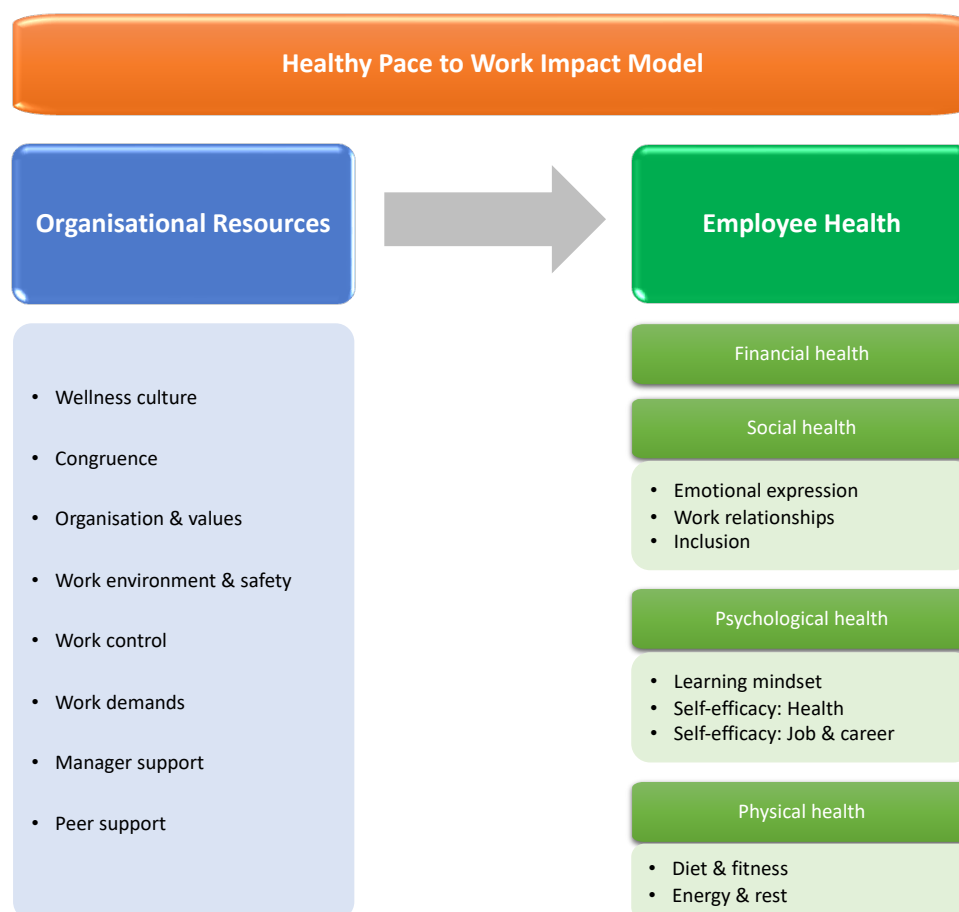 Healthy Pace to Work Impact Model
Organisational Resources
Employee Health
• Wellness culture
• Congruence
• Organisation & values
• Work environment & safety
• Work control
• Work demands
• Manager support
• Peer support
Financial health
Social health
• Emotional expression
• Work relationships
• Inclusion
Psychological health
• Learning mindset
• Self-efficacy: Health
• Self-efficacy: Job & career
Physical health
• Diet & fitness
• Energy & rest